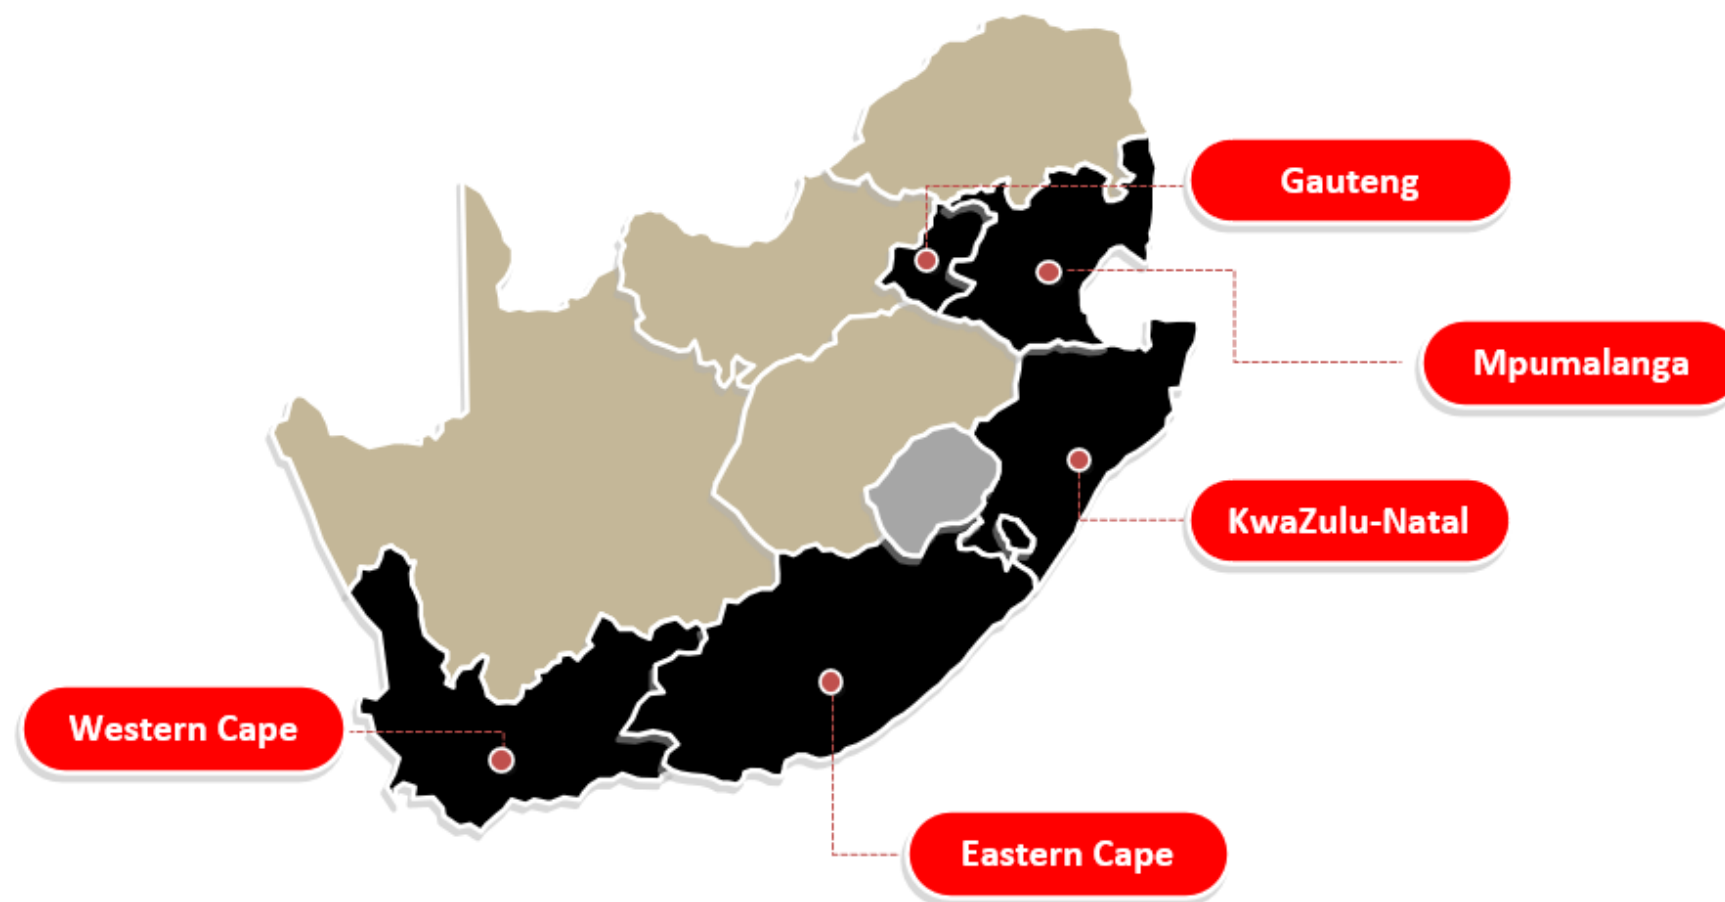 Gauteng
Mpumalanga
KwaZulu-Natal
Western Cape
Eastern Cape